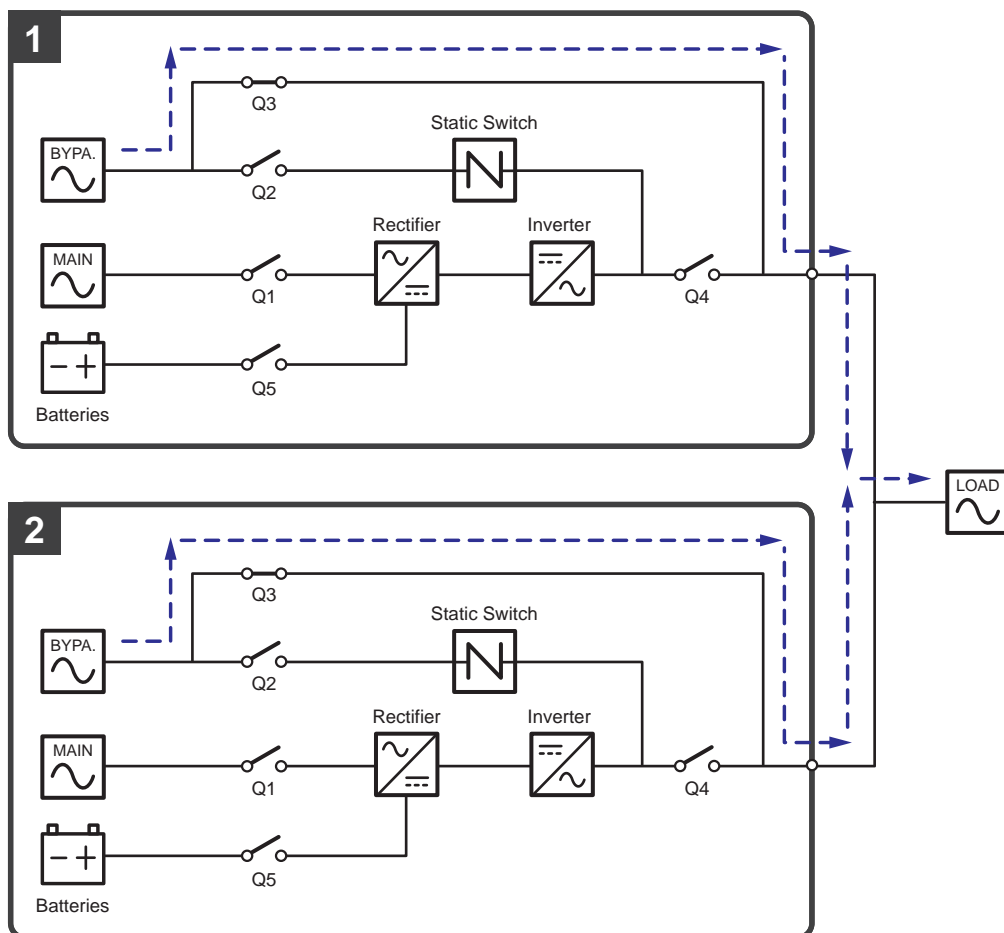 1
Q3
Static Switch
BYPA.
Q2
Rectifier
Inverter
MAIN
Q1
Q4
Q5
Batteries
LOAD
2
Q3
Static Switch
BYPA.
Q2
Rectifier
Inverter
MAIN
Q1
Q4
Q5
Batteries